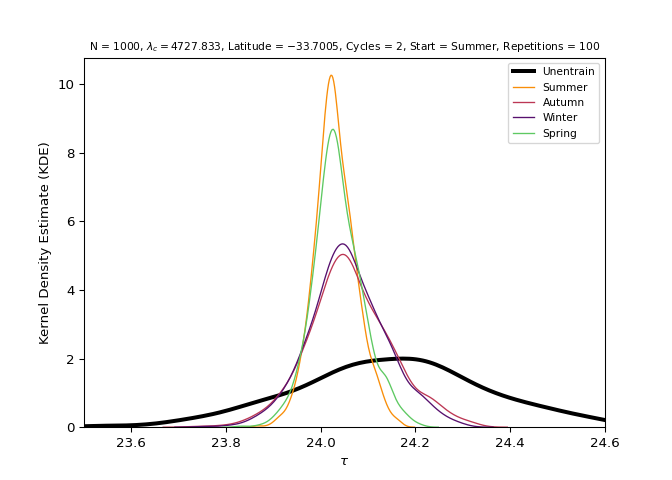 N = 1000, λc = 4727.833, Latitude = −33.7005, Cycles = 2, Start = Summer, Repetitions = 100
Unentrain
Summer
Autumn
Winter
Spring
Kernel Density Estimate (KDE)
10
8
6
4
2
0
23.6 23.8 24.0 24.2 24.4 24.6
τ